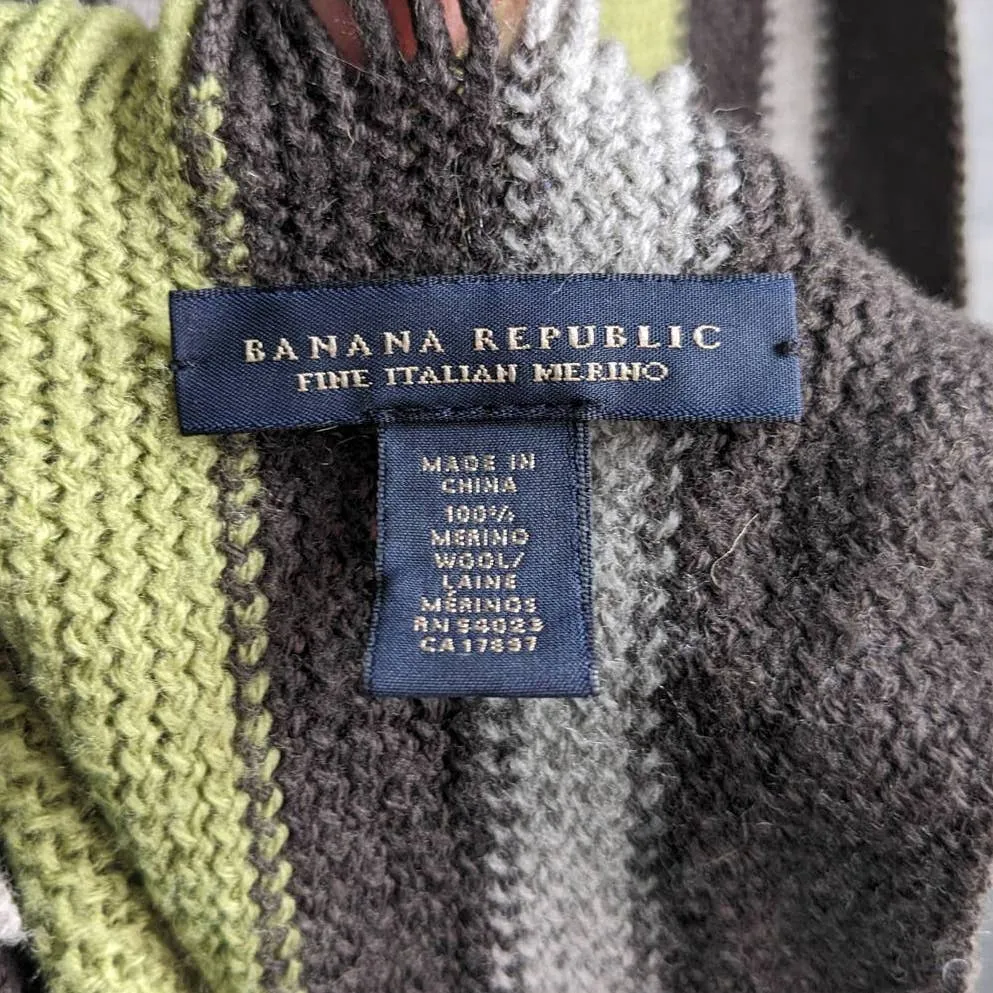 BANANA REPUBLIC
FINE ITALIAN MERINO
MADE IN
CHINA
100%
MERINO
WOOL/
LAINE
MÉRINOS
RN 54023
CA 17897